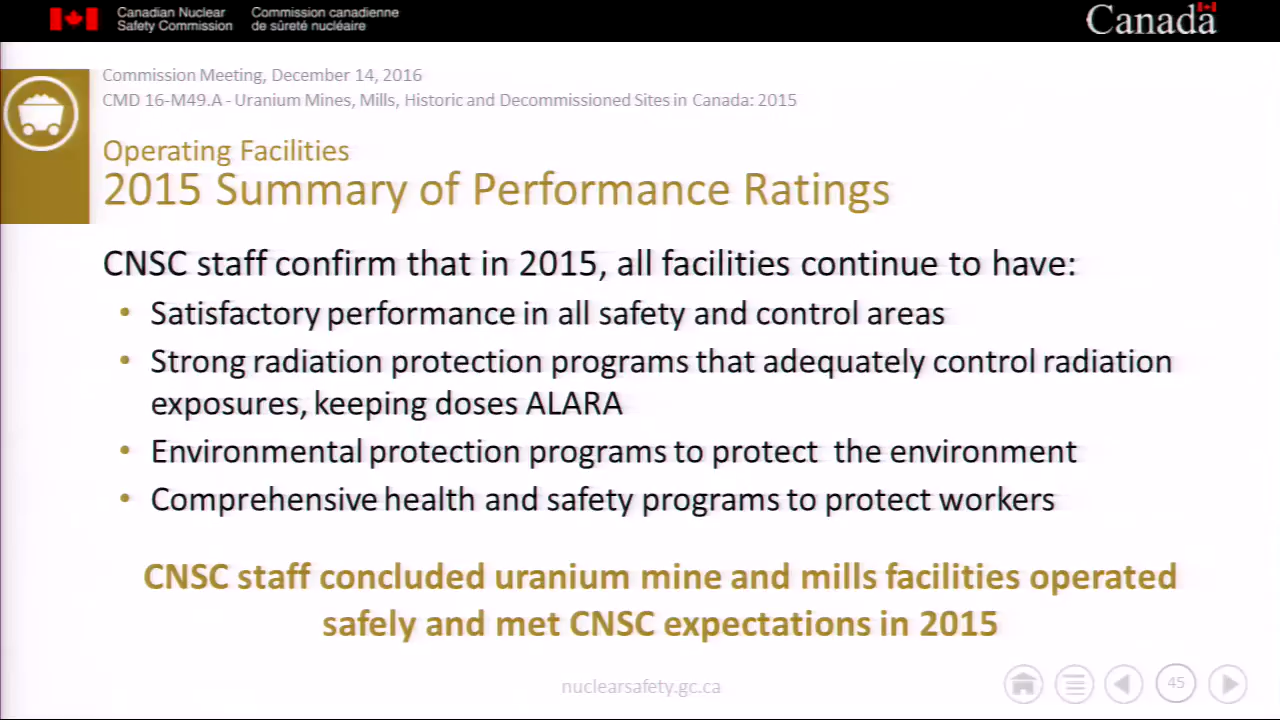 Canadian Nuclear
Safety Commission
Commission canadienne
de sûreté nucléaire
Canada
Commission Meeting, December 14, 2016
CMD 16-M49.A - Uranium Mines, Mills, Historic and Decommissioned Sites in Canada: 2015
Operating Facilities
2015 Summary of Performance Ratings
CNSC staff confirm that in 2015, all facilities continue to have:
• Satisfactory performance in all safety and control areas
• Strong radiation protection programs that adequately control radiation
exposures, keeping doses ALARA
• Environmental protection programs to protect the environment
• Comprehensive health and safety programs to protect workers
CNSC staff concluded uranium mine and mills facilities operated
safely and met CNSC expectations in 2015
nuclearsafety.gc.ca
45